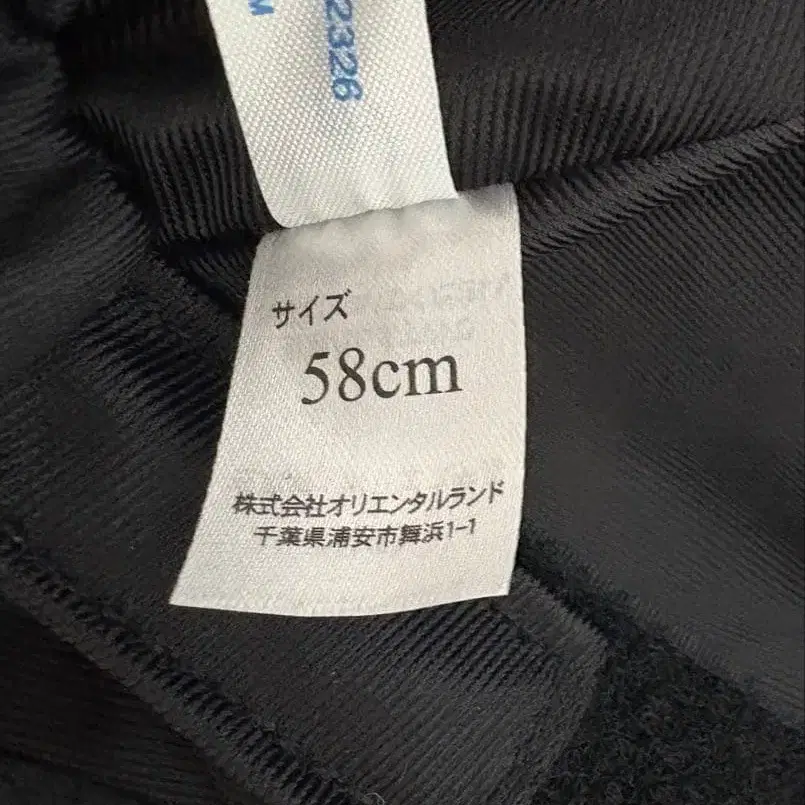 2326
M
サイズ
58cm
株式会社オリエンタルランド
千葉県浦安市舞浜1-1